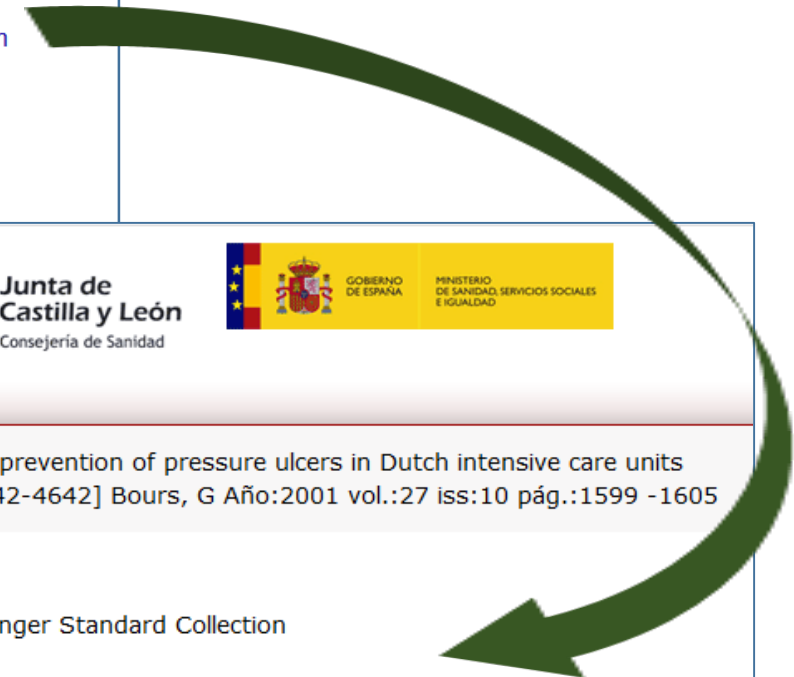 Junta de
Castilla y León
Consejería de Sanidad
GOBIERNO
DE ESPAÑA
MINISTERIO
DE SANIDAD, SERVICIOS SOCIALES
E IGUALDAD
prevention of pressure ulcers in Dutch intensive care units
42-4642] Bours, G Año:2001 vol.:27 iss:10 pág.:1599 -1605
nger Standard Collection